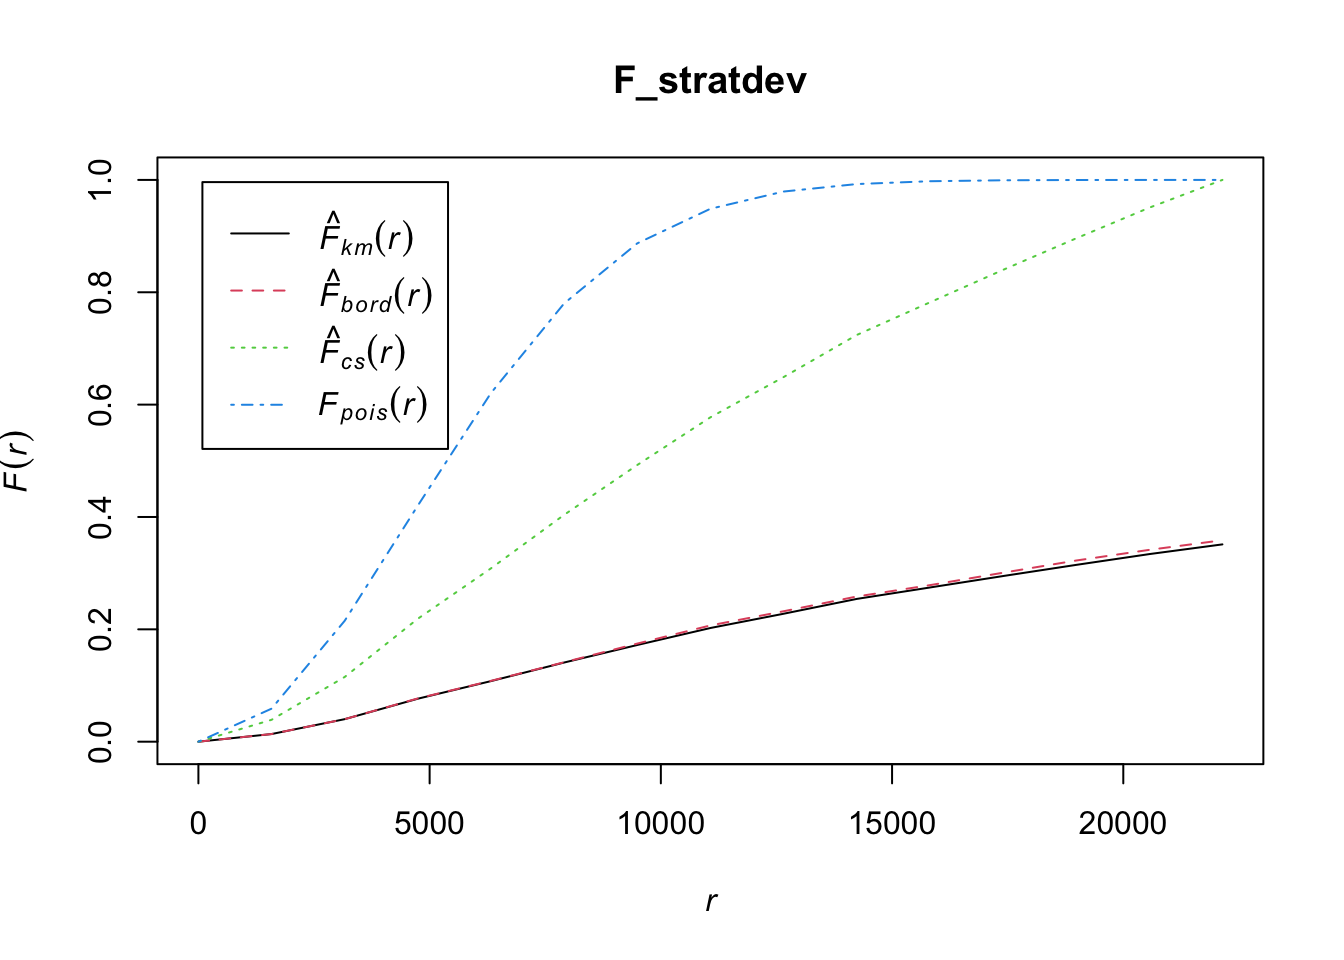 F_stratdev
F̂km(r)
F̂bord(r)
F̂cs(r)
Fpois(r)
F(r)
1.0
0.8
0.6
0.4
0.2
0.0
0 5000 10000 15000 20000
r